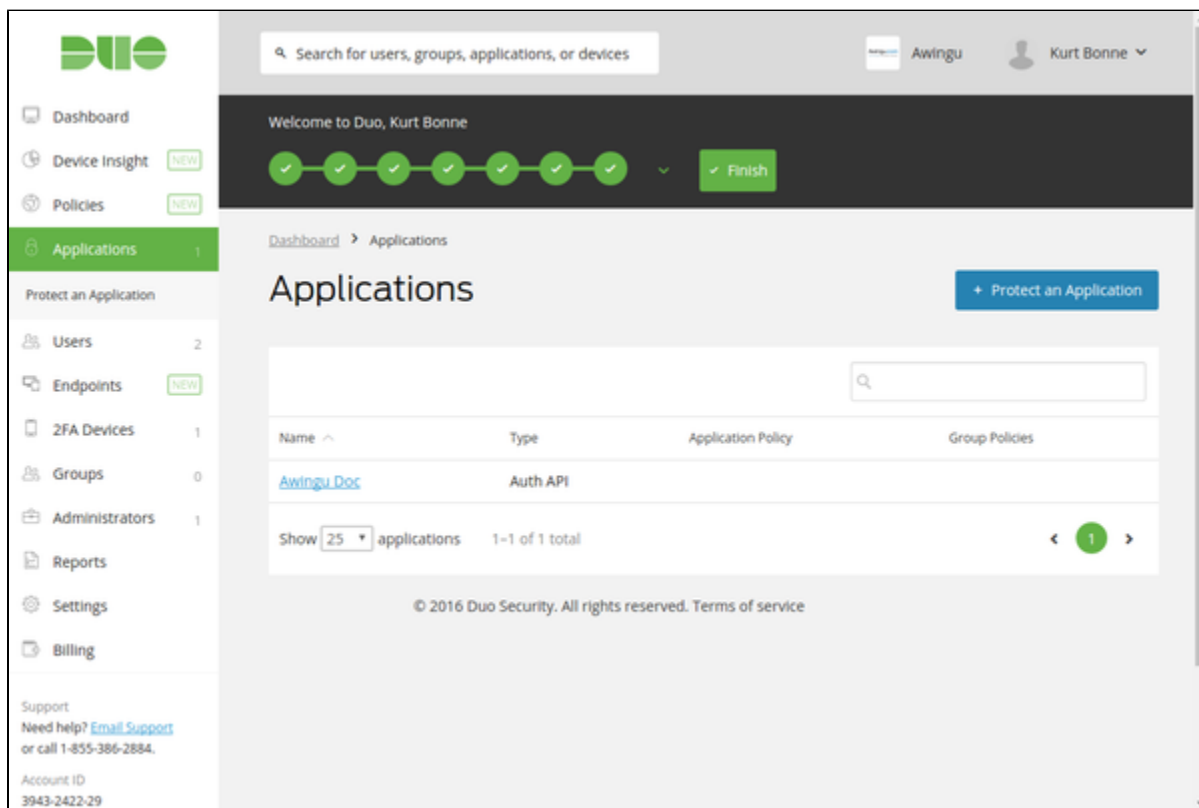 DUO
Search for users, groups, applications, or devices
Awingu
Kurt Bonne
Dashboard
Device Insight NEW
Policies NEW
Applications 1
Protect an Application
Users 2
Endpoints NEW
2FA Devices 1
Groups 0
Administrators 1
Reports
Settings
Billing
Support
Need help? Email Support
or call 1-855-386-2884.
Account ID
3943-2422-29
Welcome to Duo, Kurt Bonne
Finish
Dashboard > Applications
Applications
+ Protect an Application
Name Type Application Policy Group Policies
Awingu Doc Auth API
Show 25 applications 1-1 of 1 total
1
© 2016 Duo Security. All rights reserved. Terms of service